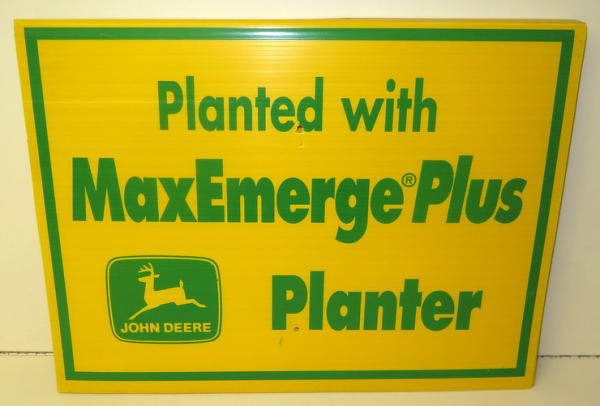 Planted with
MaxEmerge® Plus
Planter
JOHN DEERE